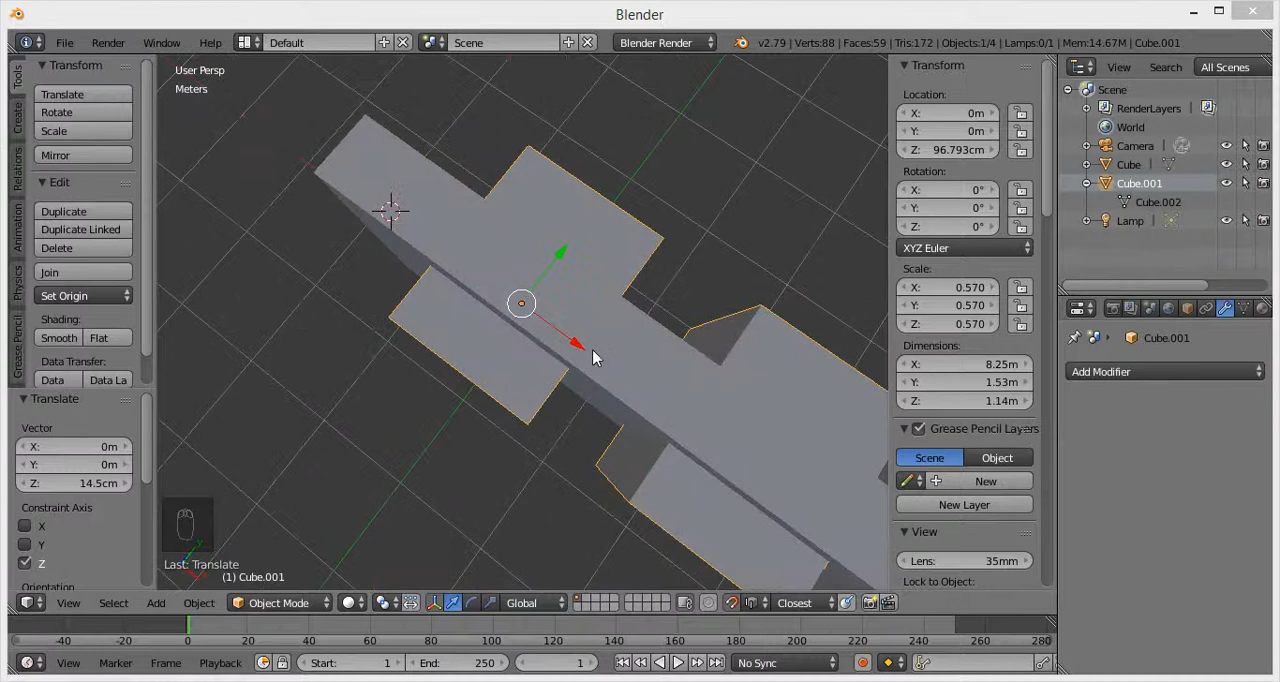 Blender
File Render Window Help Default Scene Blender Render v2.79 | Verts:88 | Faces:59 | Tris:172 | Objects:1/4 | Lamps:0/1 | Mem:14.67M | Cube.001
Tools
Create
Relations
Animation
Physics
Grease Pencil
Transform
Translate
Rotate
Scale
Mirror
Edit
Duplicate
Duplicate Linked
Delete
Join
Set Origin
Shading:
Smooth Flat
Data Transfer:
Data Data La
Translate
Vector
X: 0m
Y: 0m
Z: 14.5cm
Constraint Axis
X
Y
Z
Orientation
User Persp
Meters
Last: Translate
(1) Cube.001
Transform
Location:
X: 0m
Y: 0m
Z: 96.793cm
Rotation:
X: 0°
Y: 0°
Z: 0°
XYZ Euler
Scale:
X: 0.570
Y: 0.570
Z: 0.570
Dimensions:
X: 8.25m
Y: 1.53m
Z: 1.14m
Grease Pencil Layers
Scene Object
New
New Layer
View
Lens: 35mm
Lock to Object:
View Search All Scenes
Scene
RenderLayers
World
Camera
Cube
Cube.001
Cube.002
Lamp
Cube.001
Add Modifier
View Select Add Object Object Mode Global Closest
-40 -20 0 20 40 60 80 100 120 140 160 180 200 220 240 260 280
View Marker Frame Playback Start: 1 End: 250 1 No Sync